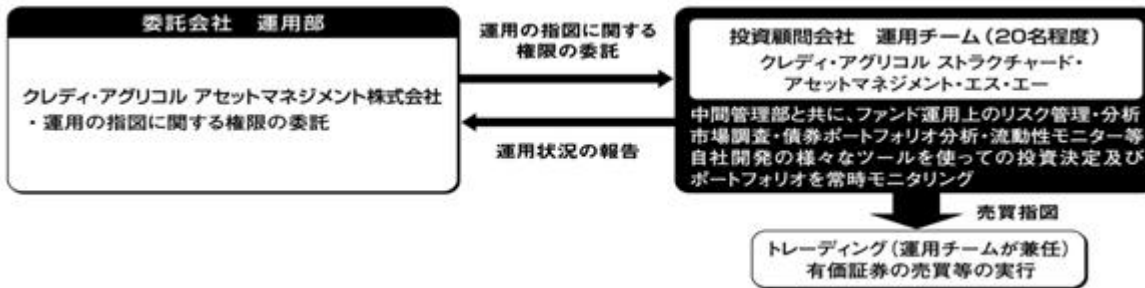 委託会社 運用部
クレディ・アグリコル アセットマネジメント株式会社
・運用の指図に関する権限の委託
運用の指図に関する
権限の委託
運用状況の報告
投資顧問会社 運用チーム(20名程度)
クレディ・アグリコル ストラクチャード・
アセットマネジメント・エス・エー
中間管理部と共に、ファンド運用上のリスク管理・分析
市場調査・債券ポートフォリオ分析・流動性モニター等
自社開発の様々なツールを使っての投資決定及び
ポートフォリオを常時モニタリング
売買指図
トレーディング(運用チームが兼任)
有価証券の売買等の実行